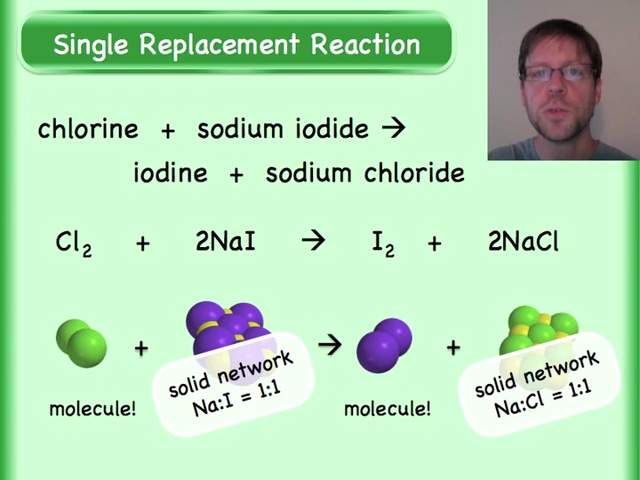 Single Replacement Reaction
chlorine + sodium iodide →
iodine + sodium chloride
Cl₂ + 2NaI → I₂ + 2NaCl
+ → +
solid network
Na:I = 1:1
solid network
Na:Cl = 1:1
molecule!
molecule!